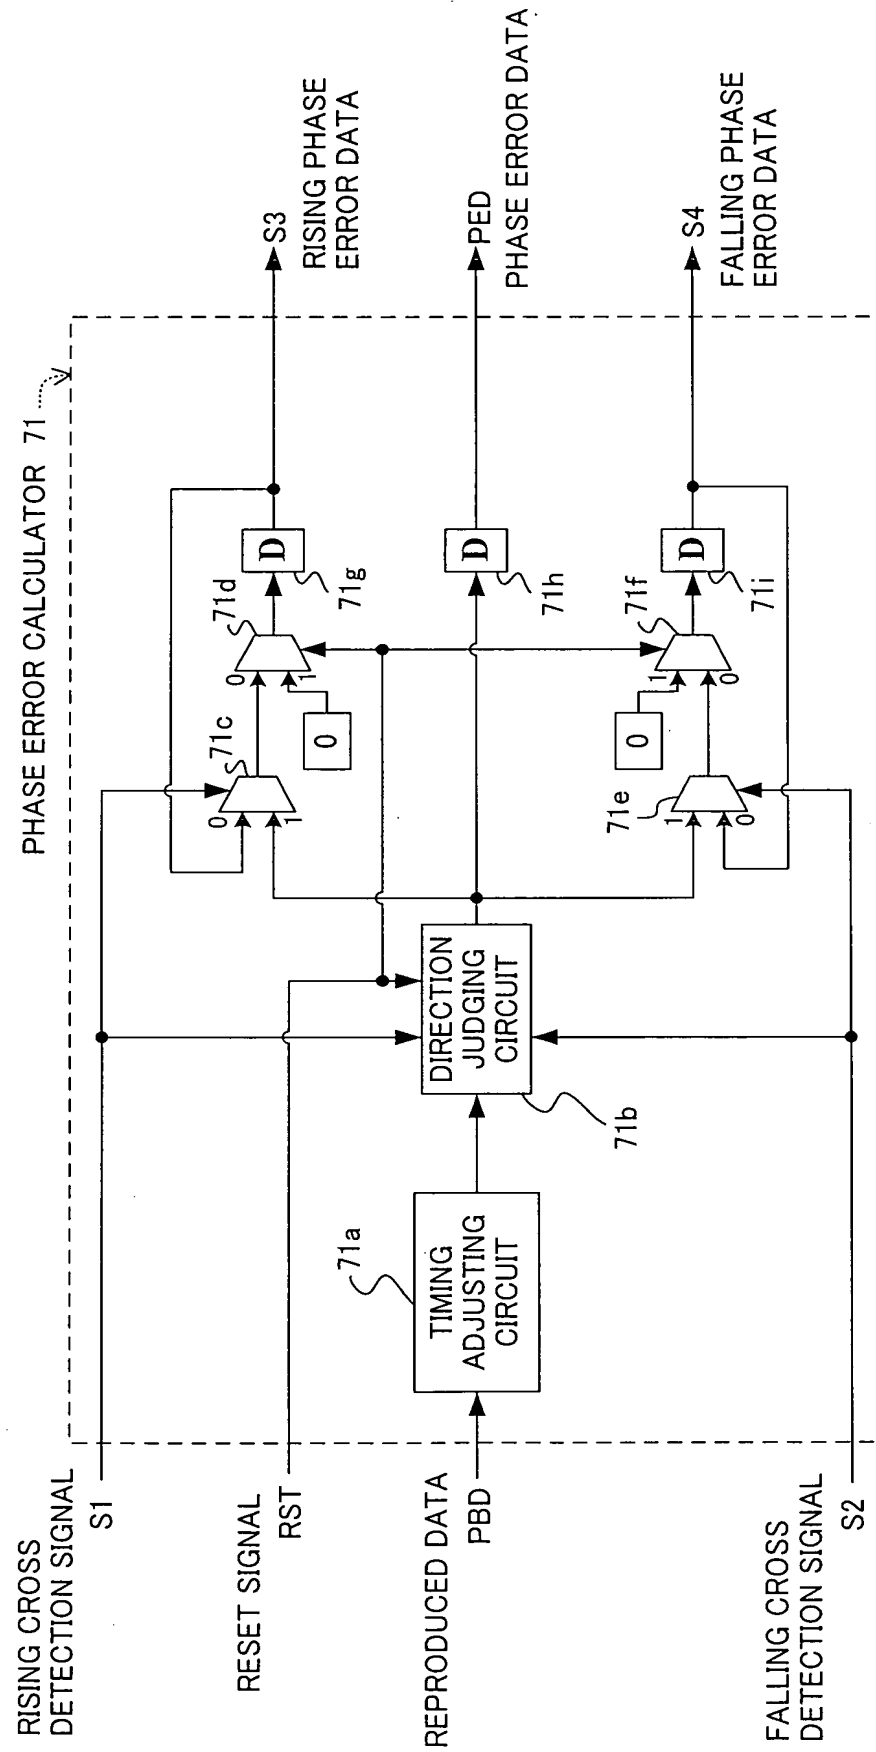 PHASE ERROR CALCULATOR 71
RISING CROSS
DETECTION SIGNAL
S1
RESET SIGNAL
RST
REPRODUCED DATA
PBD
FALLING CROSS
DETECTION SIGNAL
S2
71a
TIMING
ADJUSTING
CIRCUIT
71b
DIRECTION
JUDGING
CIRCUIT
71c
0
1
71d
0
1
0
71g
D
71h
D
71e
1
0
0
71f
1
0
71i
D
S3
RISING PHASE
ERROR DATA
PED
PHASE ERROR DATA
S4
FALLING PHASE
ERROR DATA